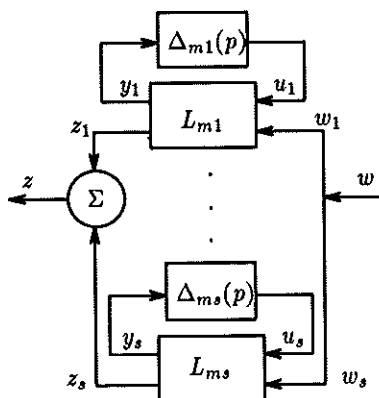 Δₘ₁(p)
y₁ u₁
z₁ Lₘ₁ w₁
z Σ w
Δₘₛ(p)
yₛ uₛ
zₛ Lₘₛ wₛ